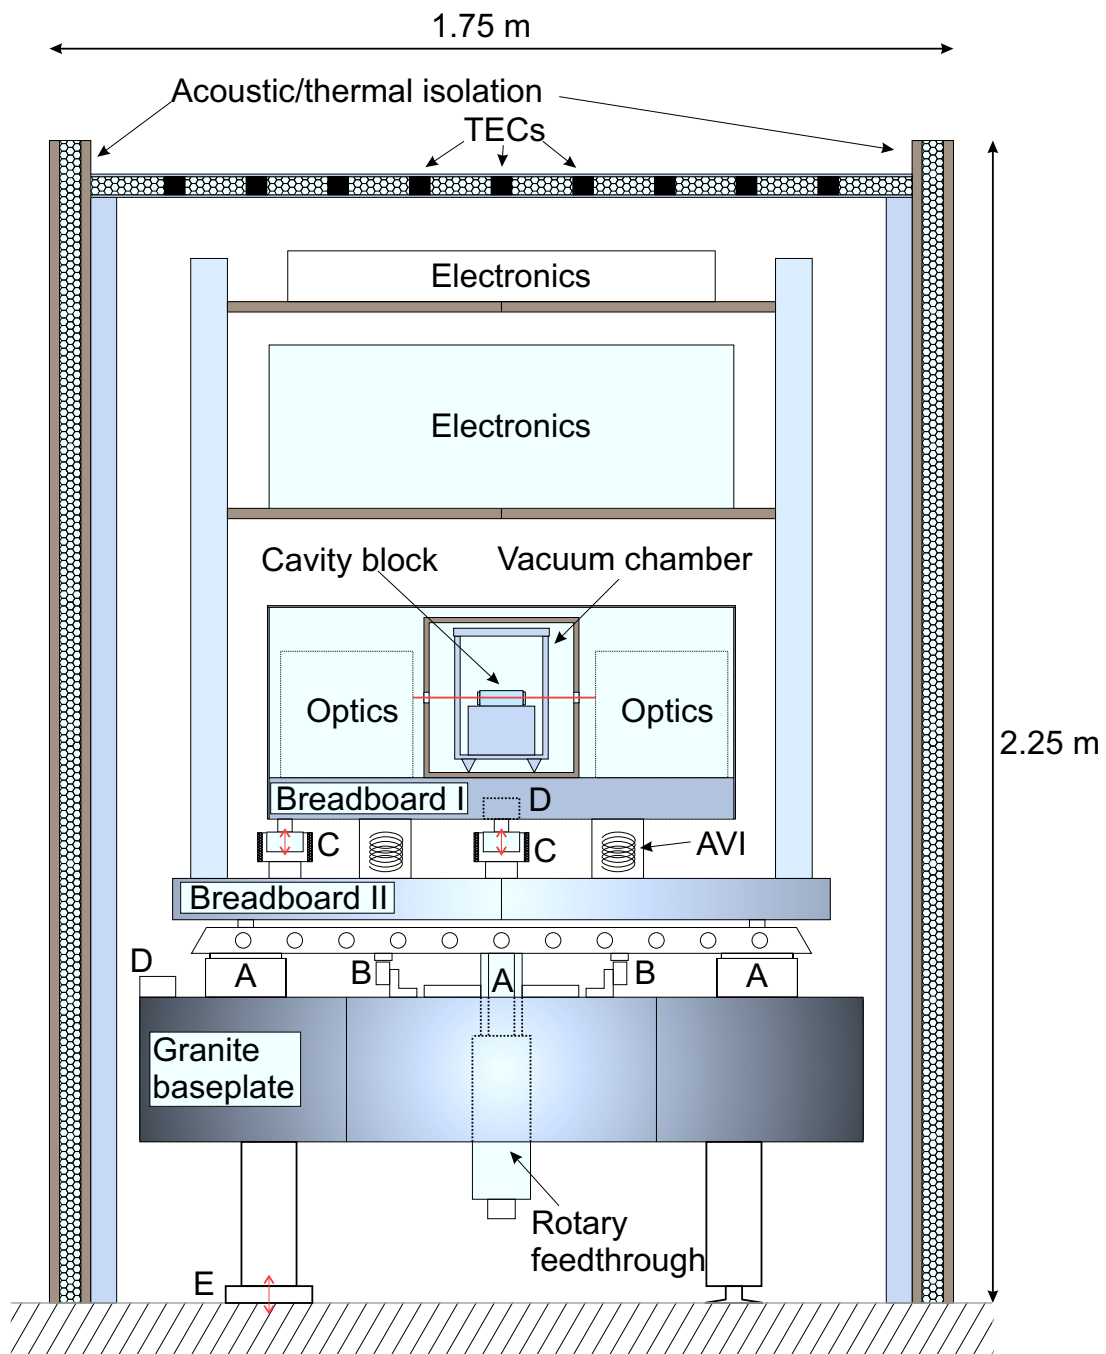 1.75 m
Acoustic/thermal isolation
TECs
Electronics
Electronics
Cavity block
Vacuum chamber
Optics
Optics
2.25 m
Breadboard I
D
C
C
AVI
Breadboard II
D
A
B
A
B
A
Granite
baseplate
Rotary
feedthrough
E